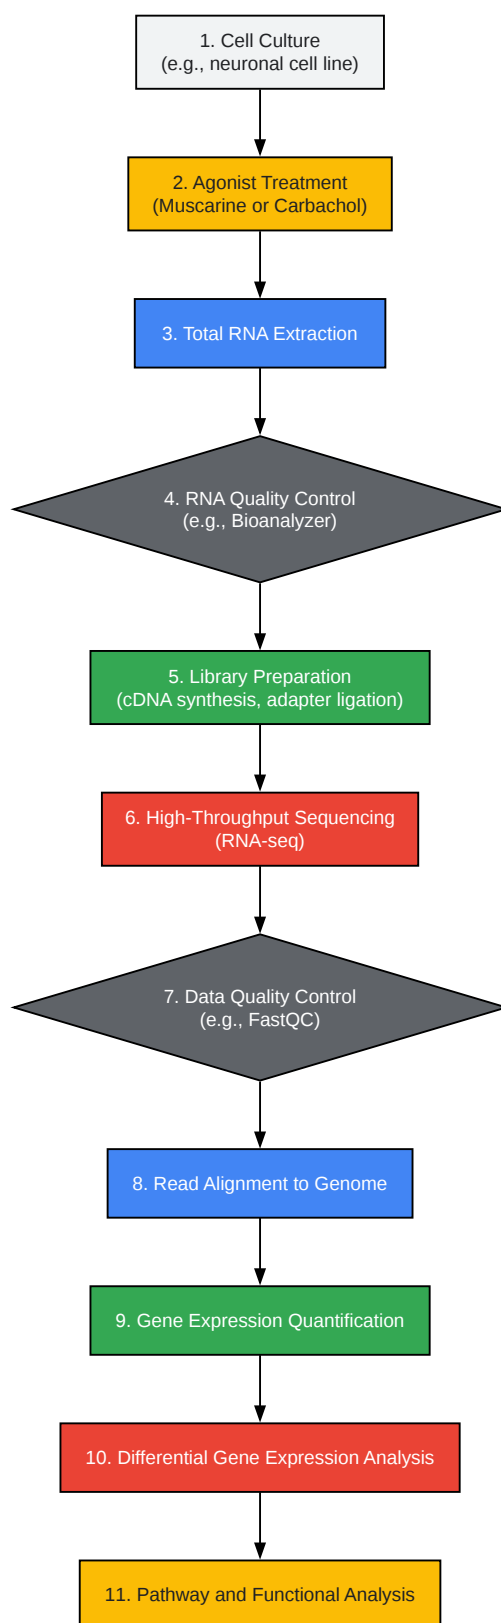 1. Cell Culture
(e.g., neuronal cell line)
2. Agonist Treatment
(Muscarine or Carbachol)
3. Total RNA Extraction
4. RNA Quality Control
(e.g., Bioanalyzer)
5. Library Preparation
(cDNA synthesis, adapter ligation)
6. High-Throughput Sequencing
(RNA-seq)
7. Data Quality Control
(e.g., FastQC)
8. Read Alignment to Genome
9. Gene Expression Quantification
10. Differential Gene Expression Analysis
11. Pathway and Functional Analysis